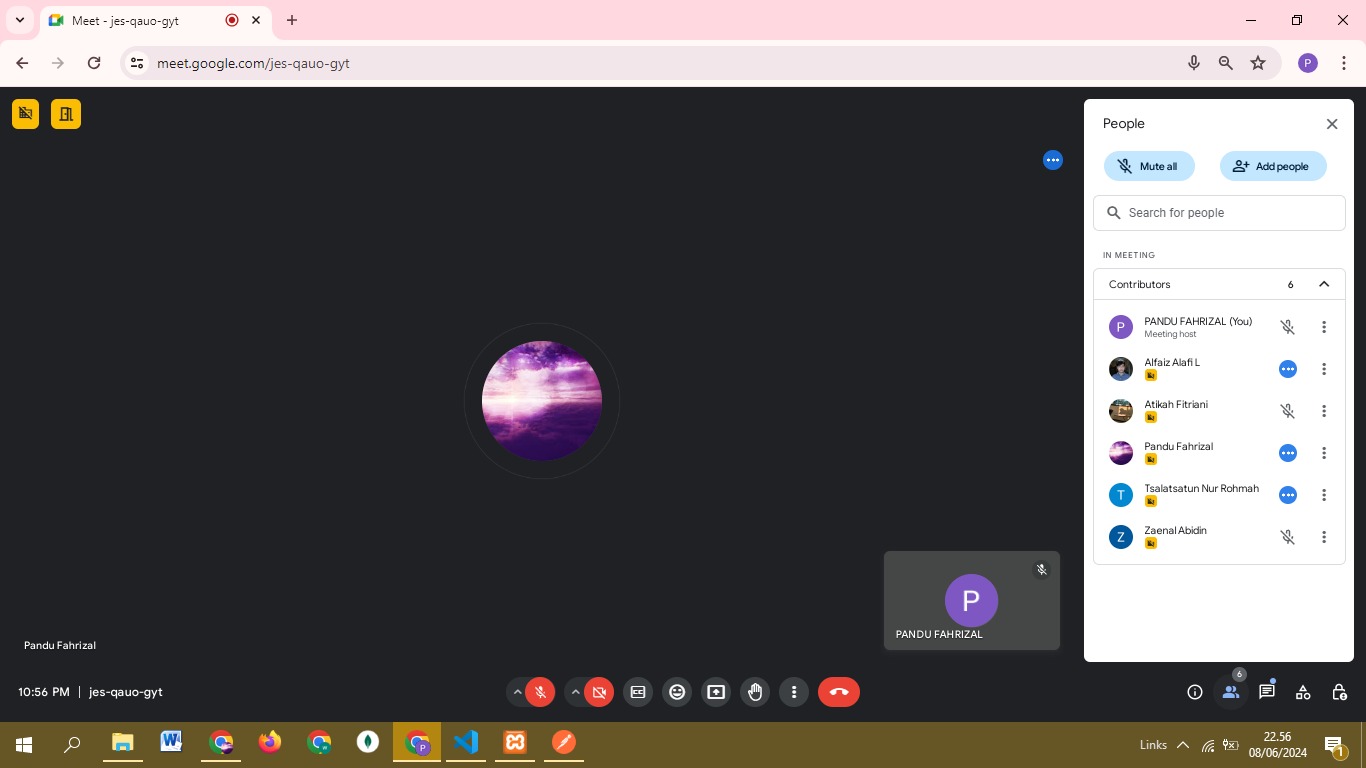 Meet - jes-qauo-gyt
meet.google.com/jes-qauo-gyt
P
People
Mute all
Add people
Search for people
IN MEETING
Contributors
6
P
PANDU FAHRIZAL (You)
Meeting host
Alfaiz Alafi L
Atikah Fitriani
Pandu Fahrizal
T
Tsalatsatun Nur Rohmah
Z
Zaenal Abidin
P
PANDU FAHRIZAL
Pandu Fahrizal
10:56 PM | jes-qauo-gyt
6
W
P
Links
22.56
08/06/2024
1